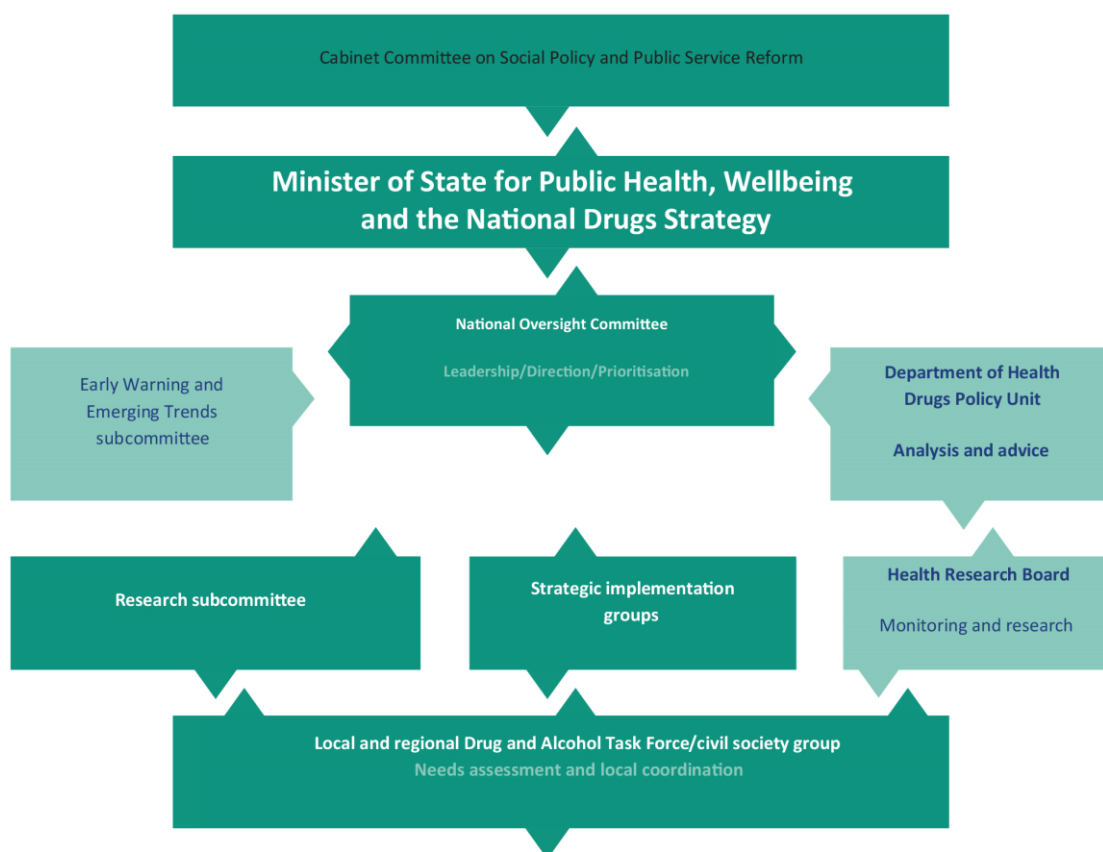 Cabinet Committee on Social Policy and Public Service Reform
Minister of State for Public Health, Wellbeing
and the National Drugs Strategy
National Oversight Committee
Leadership/Direction/Prioritisation
Early Warning and
Emerging Trends
subcommittee
Department of Health
Drugs Policy Unit
Analysis and advice
Research subcommittee
Strategic implementation
groups
Health Research Board
Monitoring and research
Local and regional Drug and Alcohol Task Force/civil society group
Needs assessment and local coordination